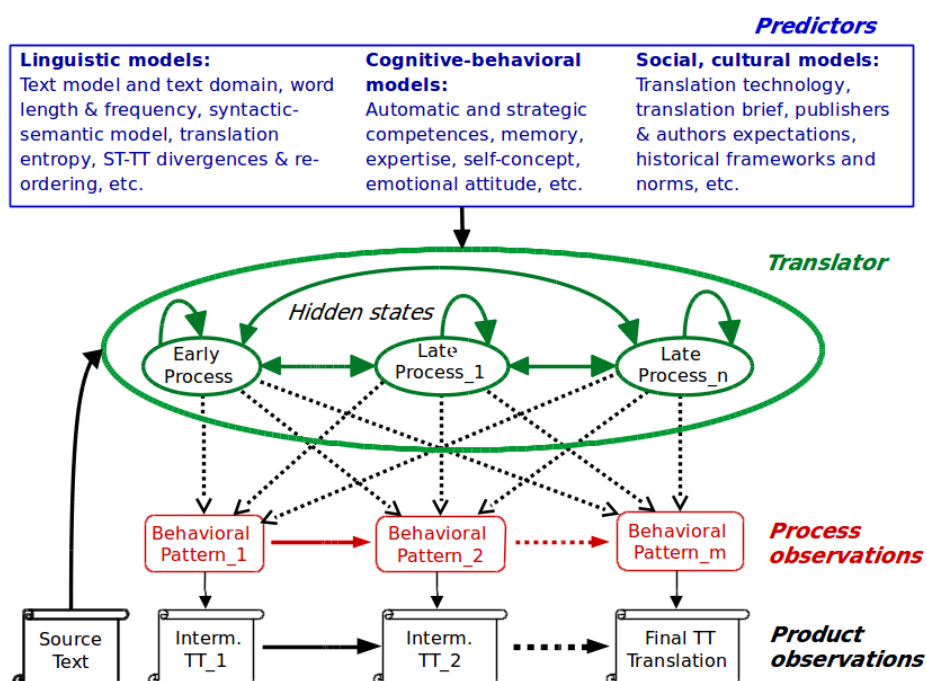 Predictors
Linguistic models:
Text model and text domain, word
length & frequency, syntactic-
semantic model, translation
entropy, ST-TT divergences & re-
ordering, etc.
Cognitive-behavioral
models:
Automatic and strategic
competences, memory,
expertise, self-concept,
emotional attitude, etc.
Social, cultural models:
Translation technology,
translation brief, publishers
& authors expectations,
historical frameworks and
norms, etc.
Translator
Hidden states
Early
Process
Late
Process_1
Late
Process_n
Behavioral
Pattern_1
Behavioral
Pattern_2
Behavioral
Pattern_m
Process
observations
Source
Text
Interm.
TT_1
Interm.
TT_2
Final TT
Translation
Product
observations